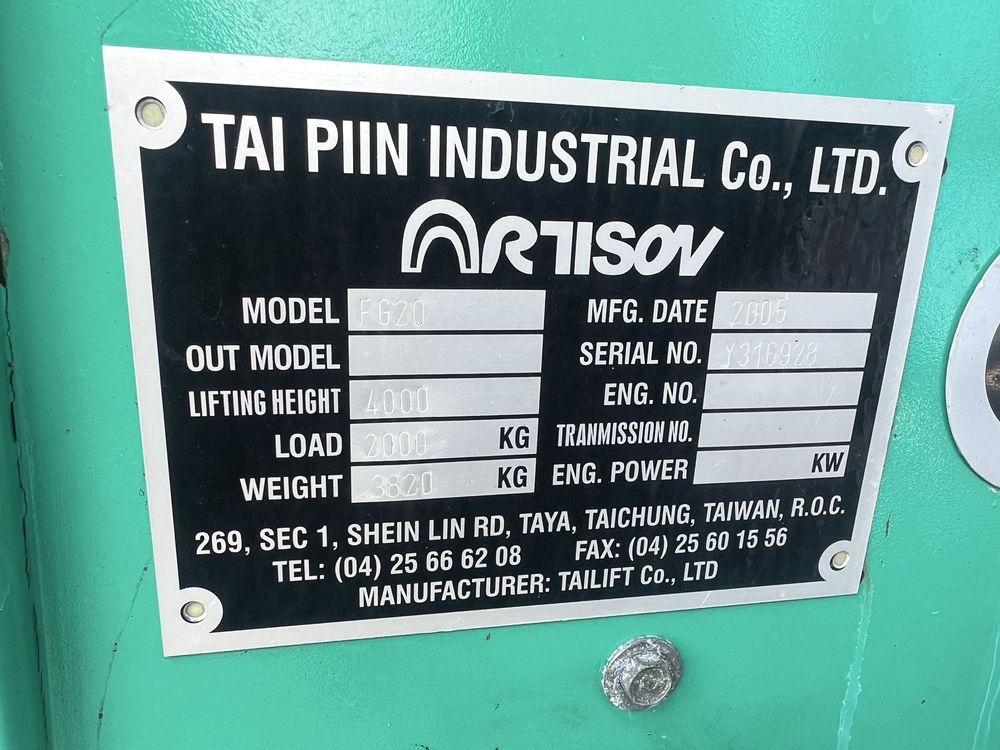 TAI PIIN INDUSTRIAL Co., LTD.
ARTISON
MODEL FG20 MFG. DATE 2005
OUT MODEL SERIAL NO. Y316928
LIFTING HEIGHT 4000 ENG. NO.
LOAD 2000 KG TRANMISSION NO.
WEIGHT 3820 KG ENG. POWER KW
269, SEC 1, SHEIN LIN RD, TAYA, TAICHUNG, TAIWAN, R.O.C.
TEL: (04) 25 66 62 08 FAX: (04) 25 60 15 56
MANUFACTURER: TAILIFT Co., LTD